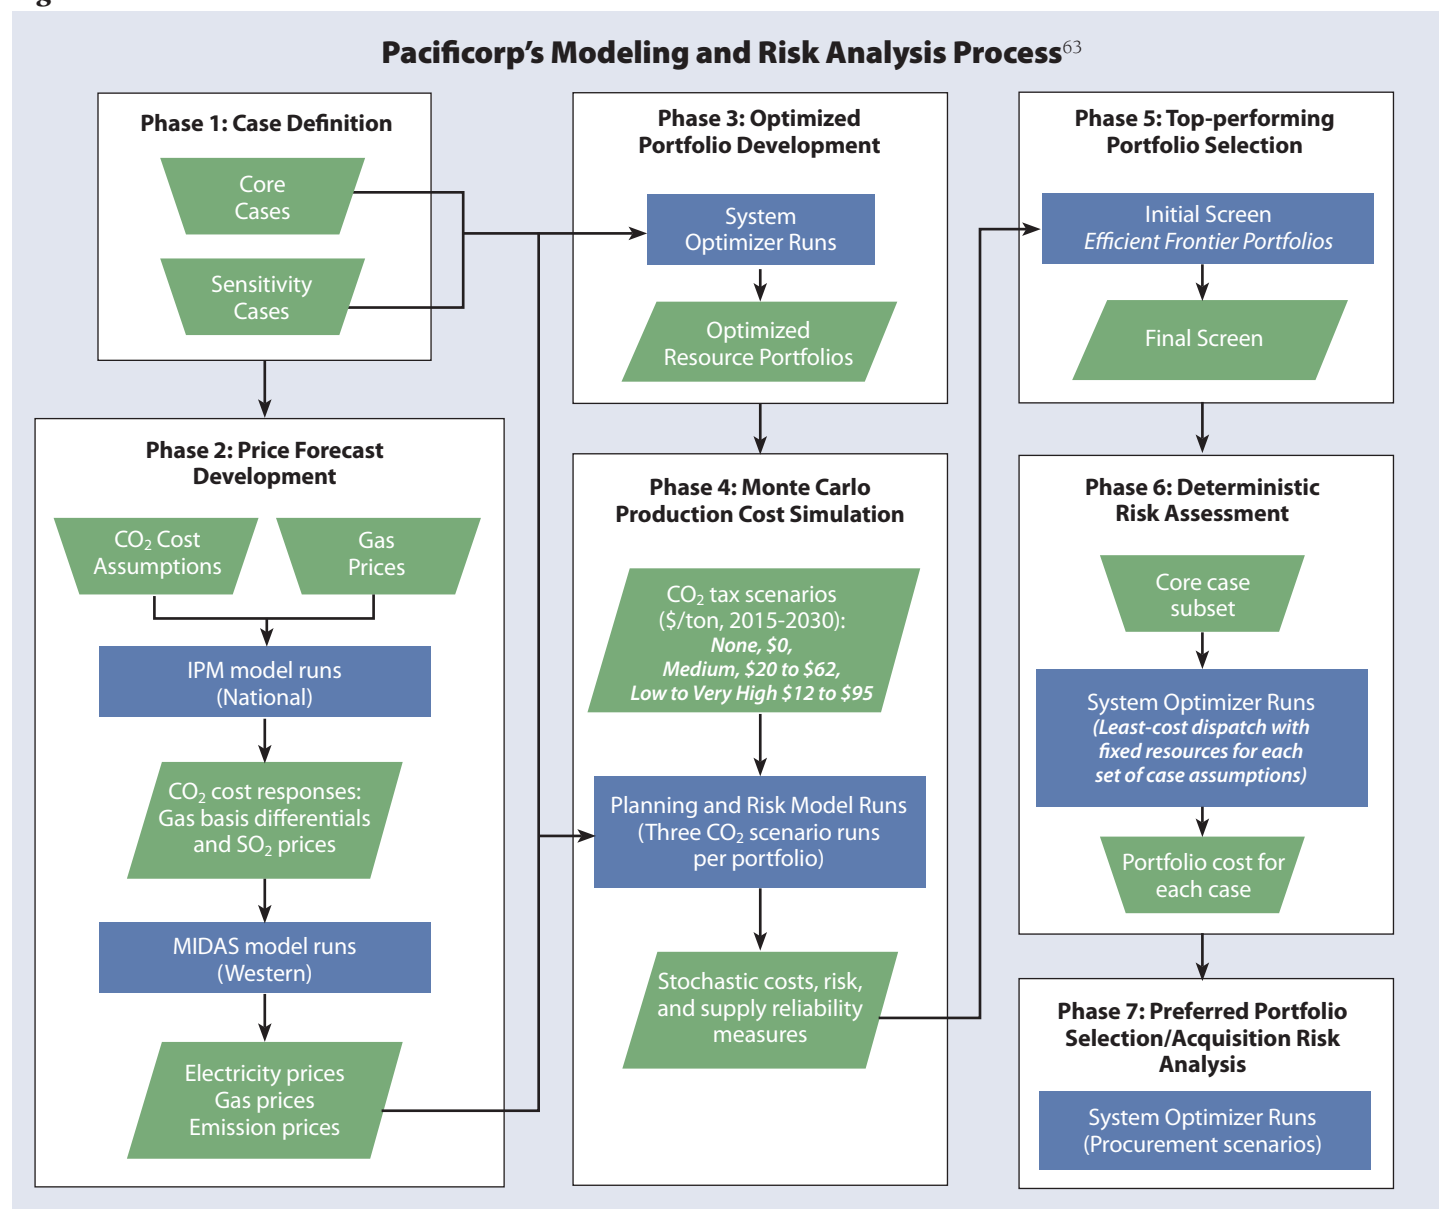 Pacificorp's Modeling and Risk Analysis Process63
Phase 1: Case Definition
Core
Cases
Sensitivity
Cases
Phase 2: Price Forecast
Development
CO2 Cost
Assumptions
Gas
Prices
IPM model runs
(National)
CO2 cost responses:
Gas basis differentials
and SO2 prices
MIDAS model runs
(Western)
Electricity prices
Gas prices
Emission prices
Phase 3: Optimized
Portfolio Development
System
Optimizer Runs
Optimized
Resource Portfolios
Phase 4: Monte Carlo
Production Cost Simulation
CO2 tax scenarios
($/ton, 2015-2030):
None, $0,
Medium, $20 to $62,
Low to Very High $12 to $95
Planning and Risk Model Runs
(Three CO2 scenario runs
per portfolio)
Stochastic costs, risk,
and supply reliability
measures
Phase 5: Top-performing
Portfolio Selection
Initial Screen
Efficient Frontier Portfolios
Final Screen
Phase 6: Deterministic
Risk Assessment
Core case
subset
System Optimizer Runs
(Least-cost dispatch with
fixed resources for each
set of case assumptions)
Portfolio cost for
each case
Phase 7: Preferred Portfolio
Selection/Acquisition Risk
Analysis
System Optimizer Runs
(Procurement scenarios)